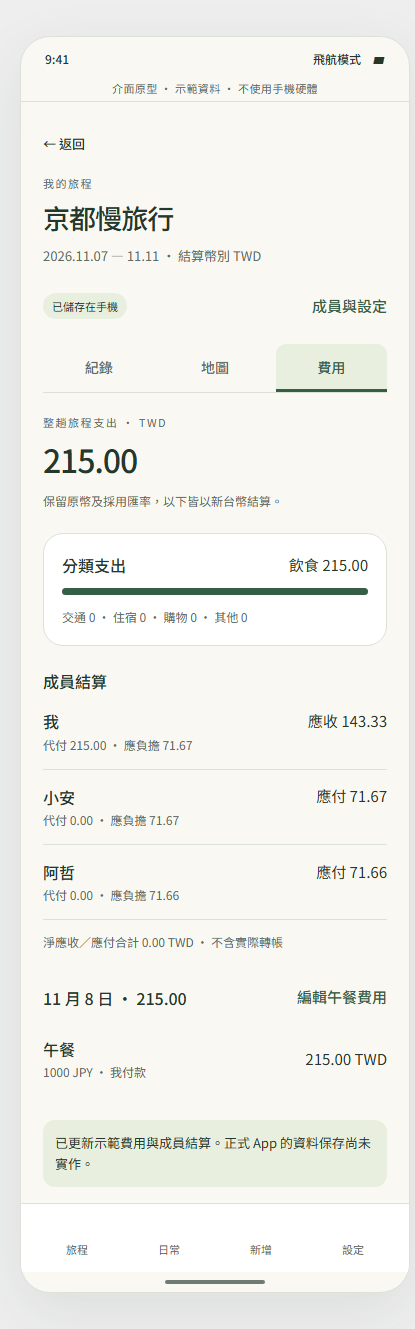 9:41 飛航模式
介面原型 · 示範資料 · 不使用手機硬體
← 返回
我的旅程
京都慢旅行
2026.11.07 — 11.11 · 結算幣別 TWD
已儲存在手機 成員與設定
紀錄 地圖 費用
整趟旅程支出 · TWD
215.00
保留原幣及採用匯率，以下皆以新台幣結算。
分類支出 飲食 215.00
交通 0 · 住宿 0 · 購物 0 · 其他 0
成員結算
我 應收 143.33
代付 215.00 · 應負擔 71.67
小安 應付 71.67
代付 0.00 · 應負擔 71.67
阿哲 應付 71.66
代付 0.00 · 應負擔 71.66
淨應收／應付合計 0.00 TWD · 不含實際轉帳
11 月 8 日 · 215.00 編輯午餐費用
午餐 215.00 TWD
1000 JPY · 我付款
已更新示範費用與成員結算。正式 App 的資料保存尚未
實作。
旅程 日常 新增 設定